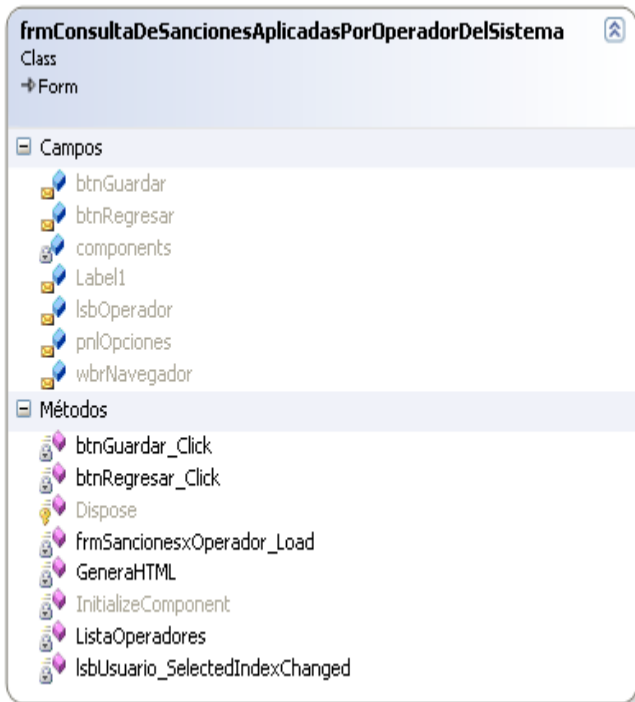 frmConsultaDeSancionesAplicadasPorOperadorDelSistema
Class
Form
Campos
btnGuardar
btnRegresar
components
Label1
lsbOperador
pnlOpciones
wbrNavegador
Métodos
btnGuardar_Click
btnRegresar_Click
Dispose
frmSancionesxOperador_Load
GeneraHTML
InitializeComponent
ListaOperadores
lsbUsuario_SelectedIndexChanged